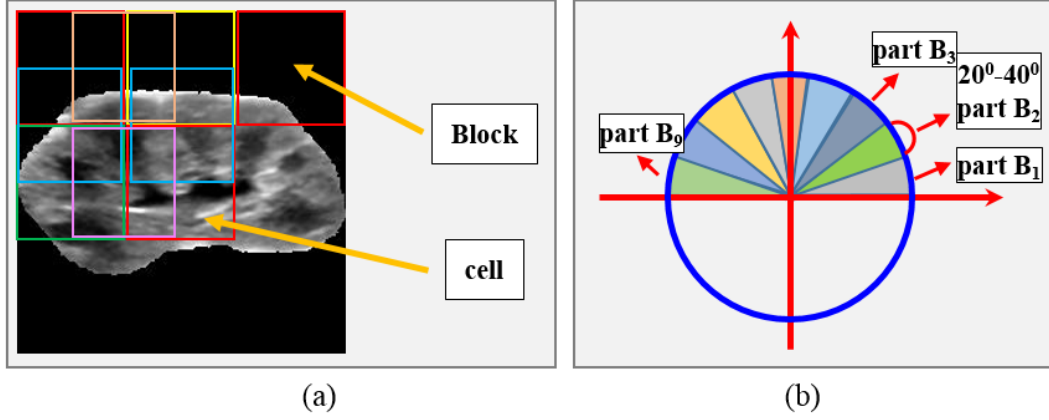 Block
cell
(a)
part B₃
20⁰-40⁰
part B₂
part B₉
part B₁
(b)